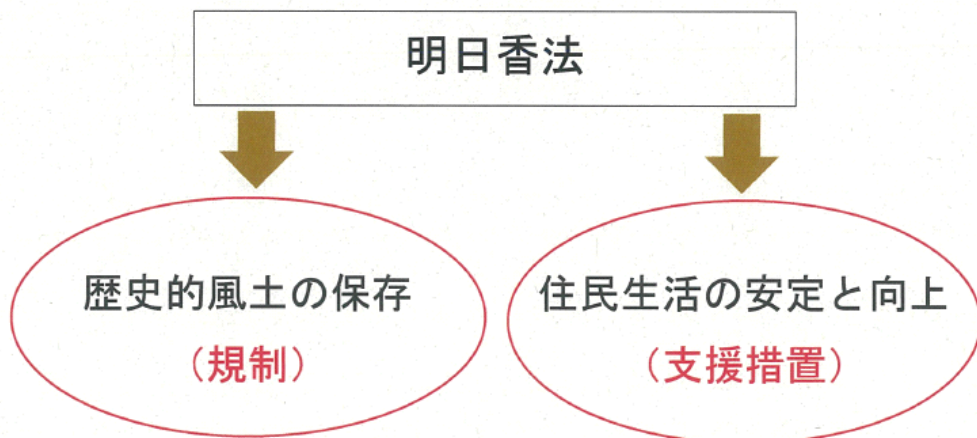 明日香法
歴史的風土の保存
（規制）
住民生活の安定と向上
（支援措置）